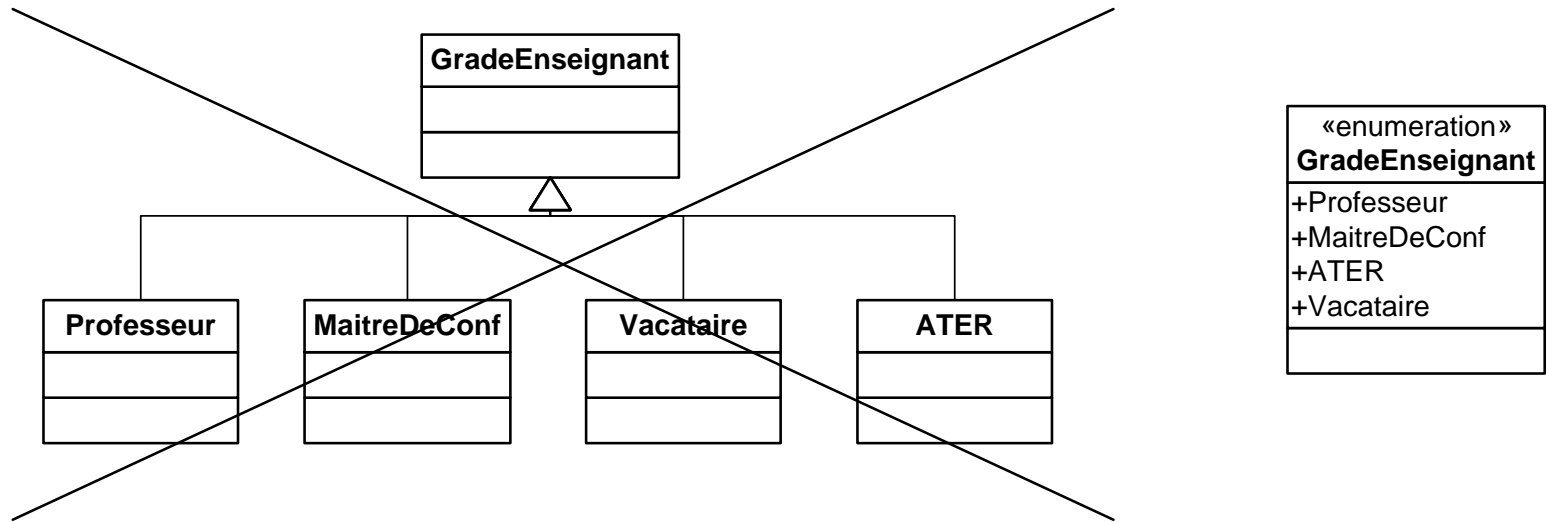 GradeEnseignant
Professeur
MaitreDeConf
Vacataire
ATER
«enumeration»
GradeEnseignant
+Professeur
+MaitreDeConf
+ATER
+Vacataire